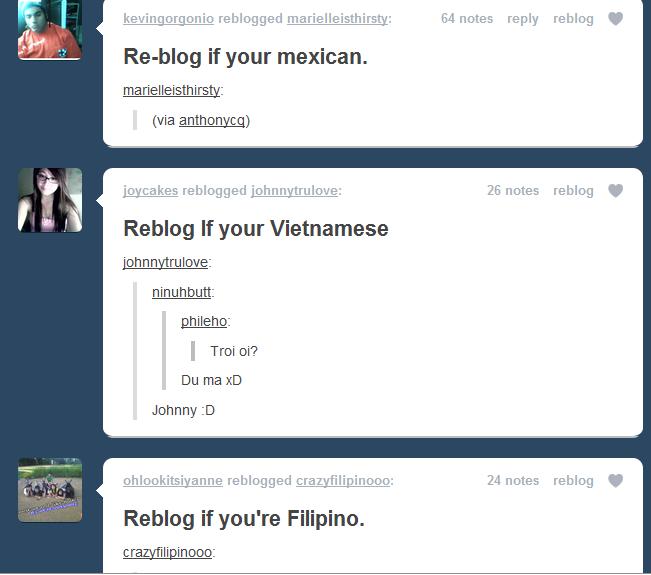 kevingorgonio reblogged marielleisthirsty: 64 notes reply reblog
Re-blog if your mexican.
marielleisthirsty:
(via anthonycq)
joycakes reblogged johnnytrulove: 26 notes reblog
Reblog If your Vietnamese
johnnytrulove:
ninuhbutt:
phileho:
Troi oi?
Du ma xD
Johnny :D
ohlookitsiyanne reblogged crazyfilipinooo: 24 notes reblog
Reblog if you're Filipino.
crazyfilipinooo: